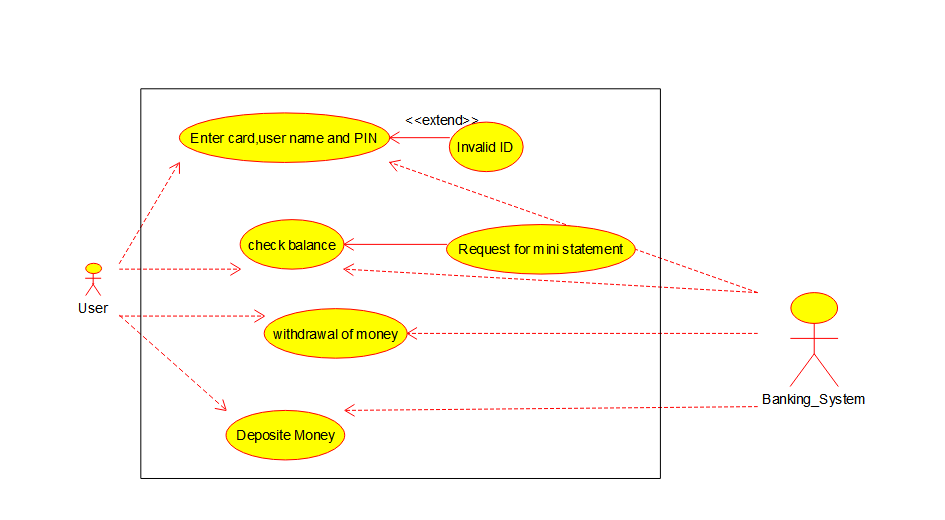 <<extend>>
Enter card,user name and PIN
Invalid ID
check balance
Request for mini statement
User
withdrawal of money
Banking_System
Deposite Money